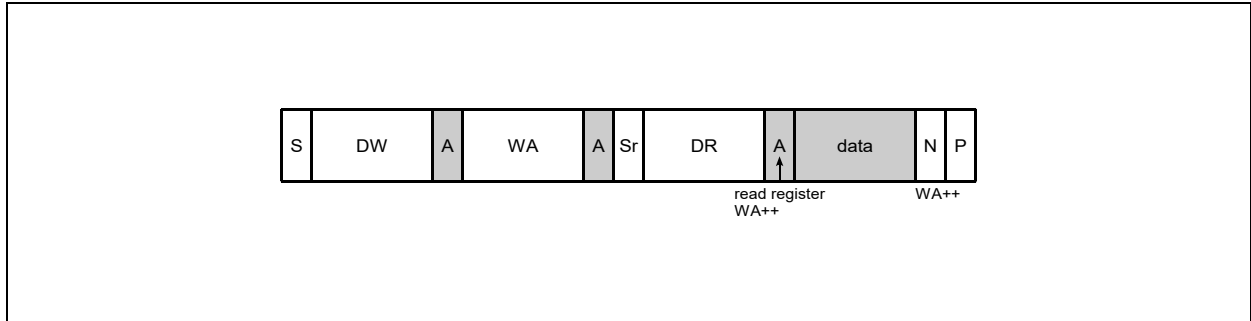 S DW A WA A Sr DR A data N P
read register WA++
WA++